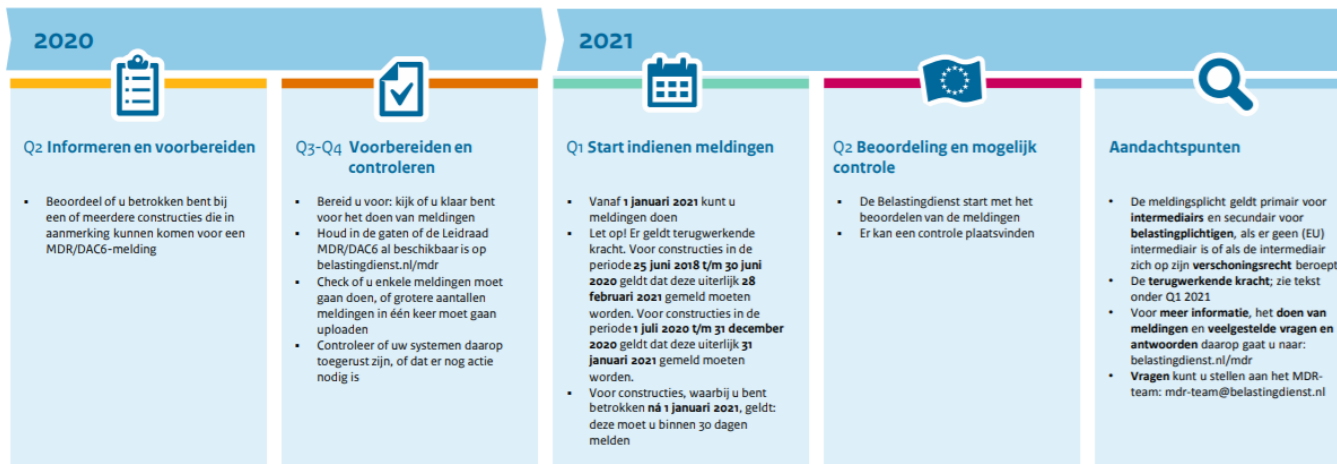 2020
2021
Q2 Informeren en voorbereiden
▪ Beoordeel of u betrokken bent bij
een of meerdere constructies die in
aanmerking kunnen komen voor een
MDR/DAC6-melding
Q3-Q4 Voorbereiden en
controleren
▪ Bereid u voor: kijk of u klaar bent
voor het doen van meldingen
▪ Houd in de gaten of de Leidraad
MDR/DAC6 al beschikbaar is op
belastingdienst.nl/mdr
▪ Check of u enkele meldingen moet
gaan doen, of grotere aantallen
meldingen in één keer moet gaan
uploaden
▪ Controleer of uw systemen daarop
toegerust zijn, of dat er nog actie
nodig is
Q1 Start indienen meldingen
▪ Vanaf 1 januari 2021 kunt u
meldingen doen
▪ Let op! Er geldt terugwerkende
kracht. Voor constructies in de
periode 25 juni 2018 t/m 30 juni
2020 geldt dat deze uiterlijk 28
februari 2021 gemeld moeten
worden. Voor constructies in de
periode 1 juli 2020 t/m 31 december
2020 geldt dat deze uiterlijk 31
januari 2021 gemeld moeten
worden.
▪ Voor constructies, waarbij u bent
betrokken ná 1 januari 2021, geldt:
deze moet u binnen 30 dagen
melden
Q2 Beoordeling en mogelijk
controle
▪ De Belastingdienst start met het
beoordelen van de meldingen
▪ Er kan een controle plaatsvinden
Aandachtspunten
• De meldingsplicht geldt primair voor
intermediairs en secundair voor
belastingplichtigen, als er geen (EU)
intermediair is of als de intermediair
zich op zijn verschoningsrecht beroept
• De terugwerkende kracht; zie tekst
onder Q1 2021
• Voor meer informatie, het doen van
meldingen en veelgestelde vragen en
antwoorden daarop gaat u naar:
belastingdienst.nl/mdr
• Vragen kunt u stellen aan het MDR-
team: mdr-team@belastingdienst.nl